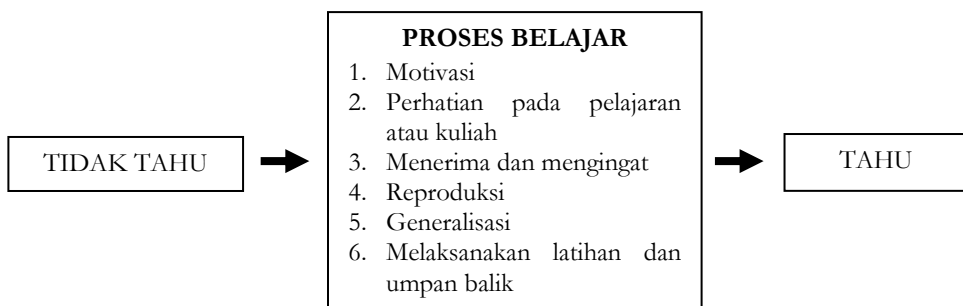 PROSES BELAJAR
1. Motivasi
2. Perhatian pada pelajaran
atau kuliah
3. Menerima dan mengingat
4. Reproduksi
5. Generalisasi
6. Melaksanakan latihan dan
umpan balik
TIDAK TAHU
TAHU